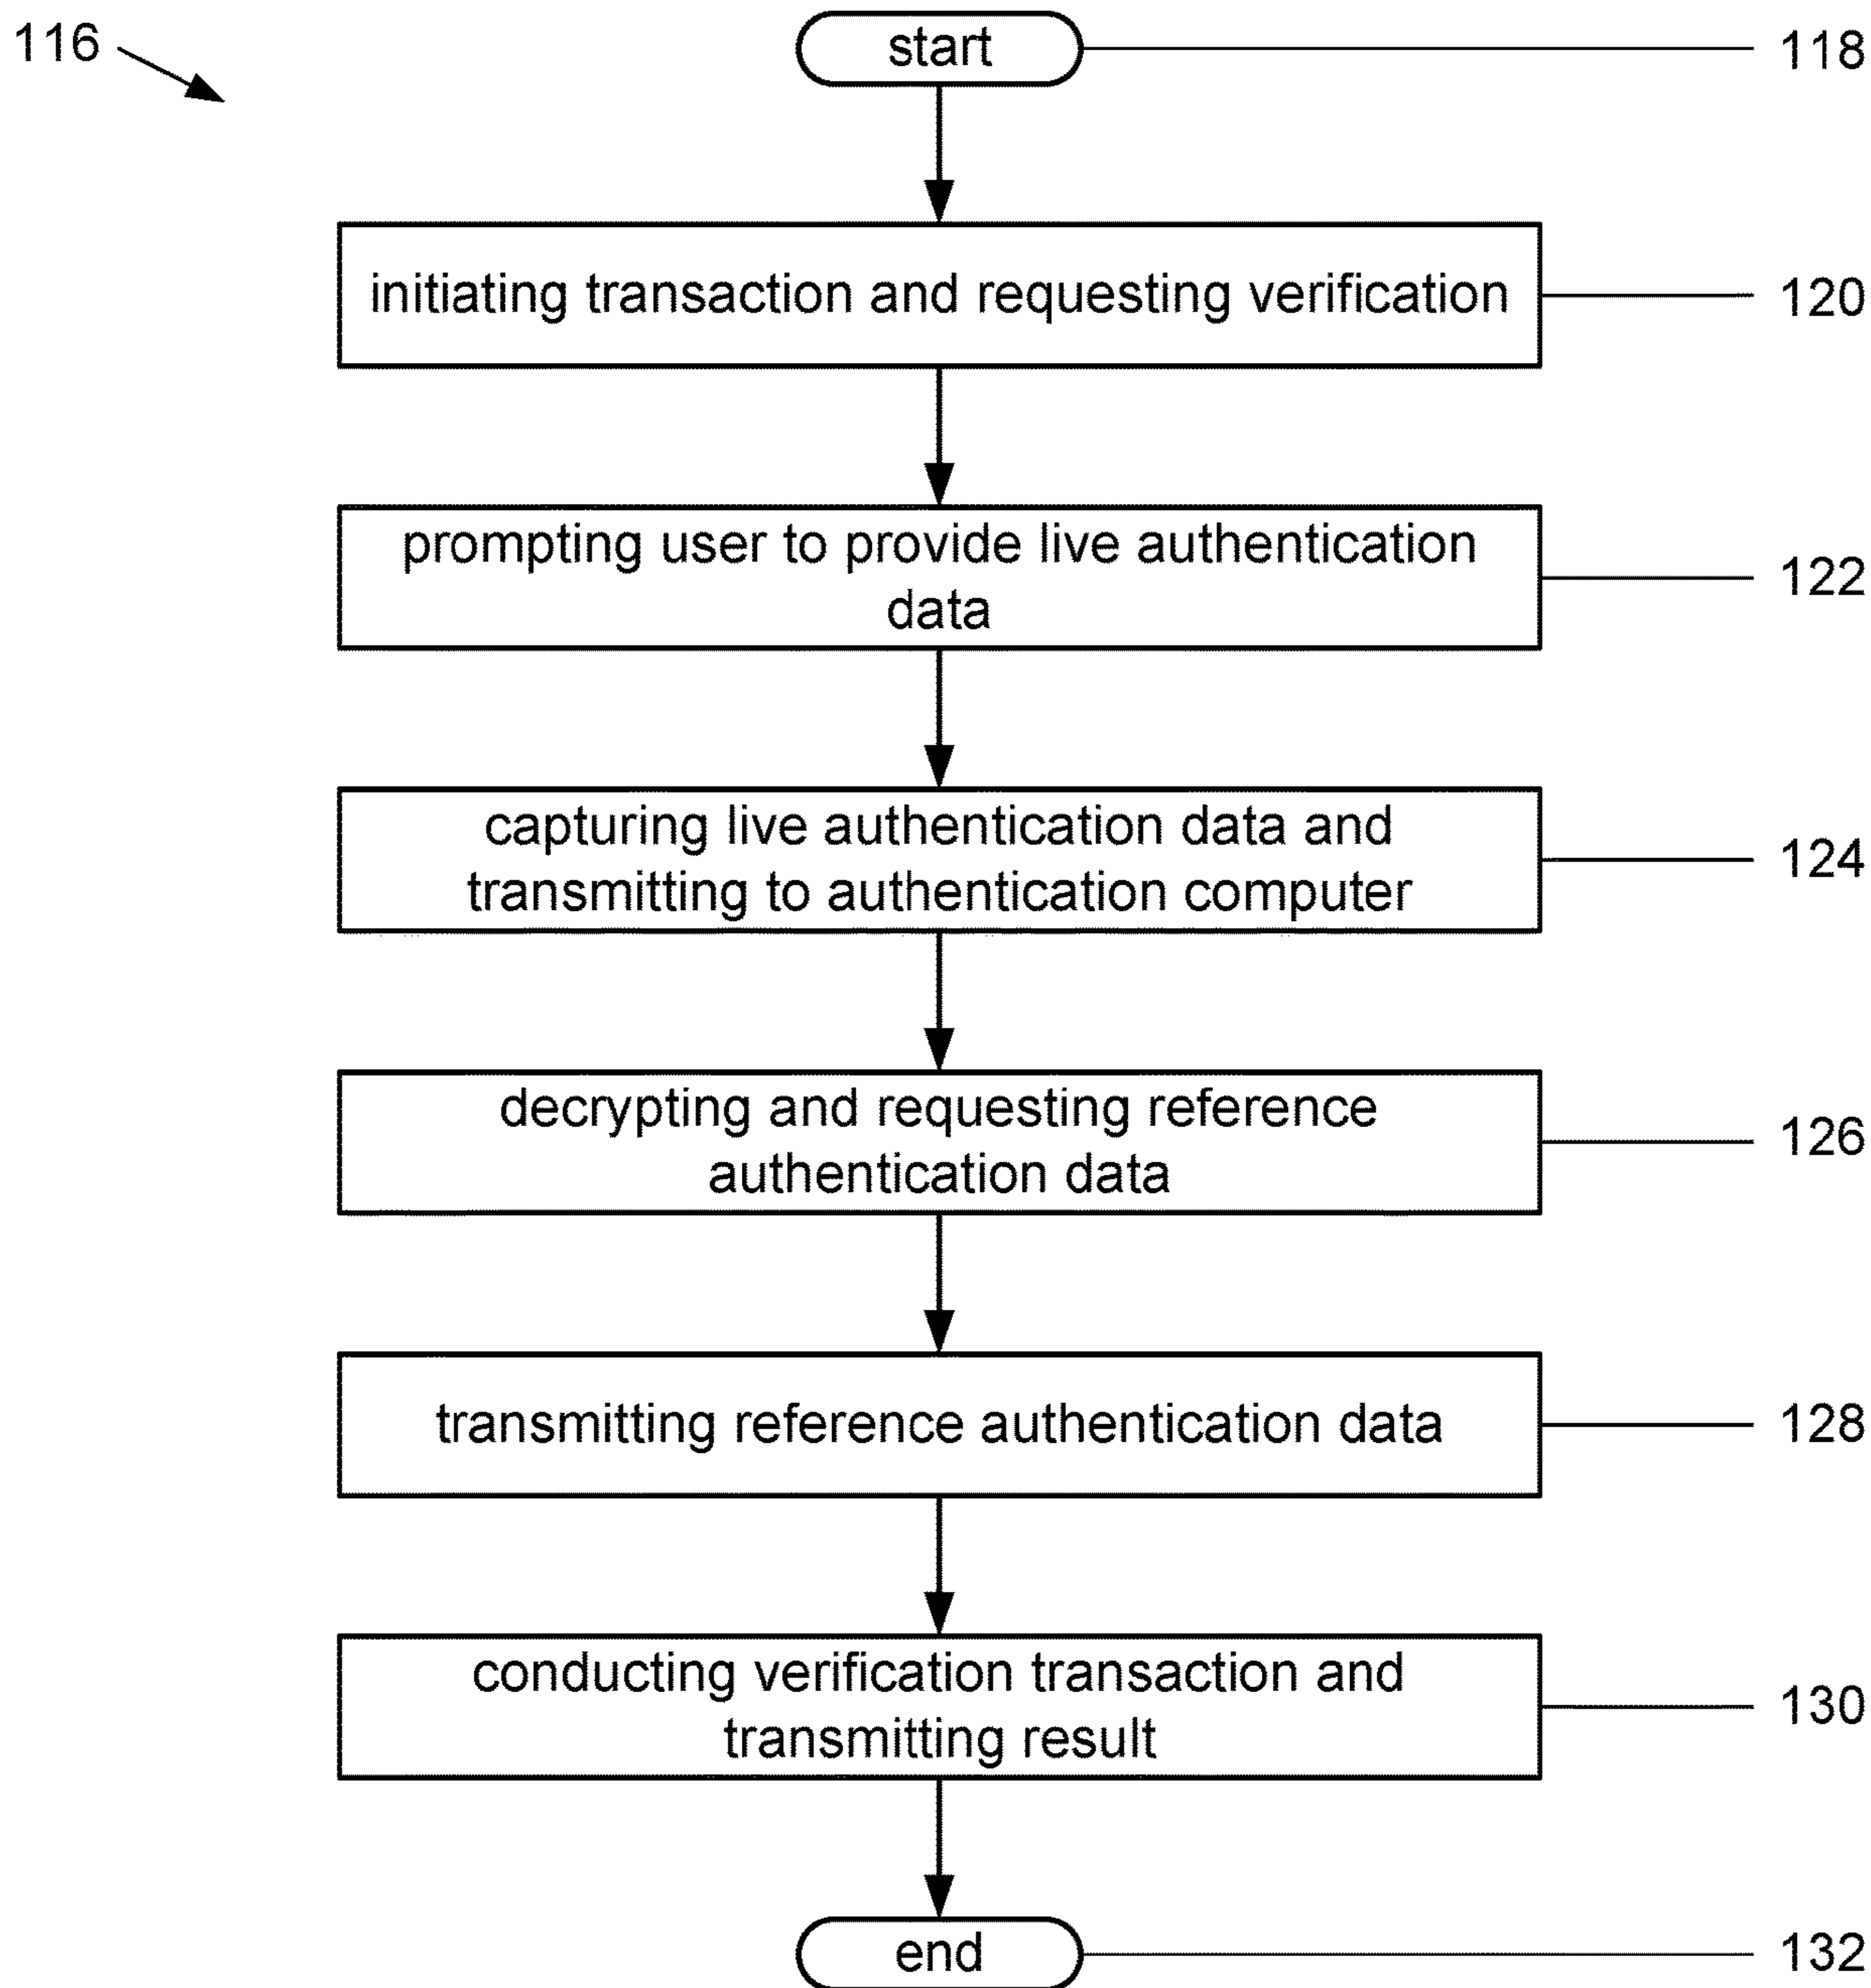 116
start
118
initiating transaction and requesting verification
120
prompting user to provide live authentication
data
122
capturing live authentication data and
transmitting to authentication computer
124
decrypting and requesting reference
authentication data
126
transmitting reference authentication data
128
conducting verification transaction and
transmitting result
130
end
132